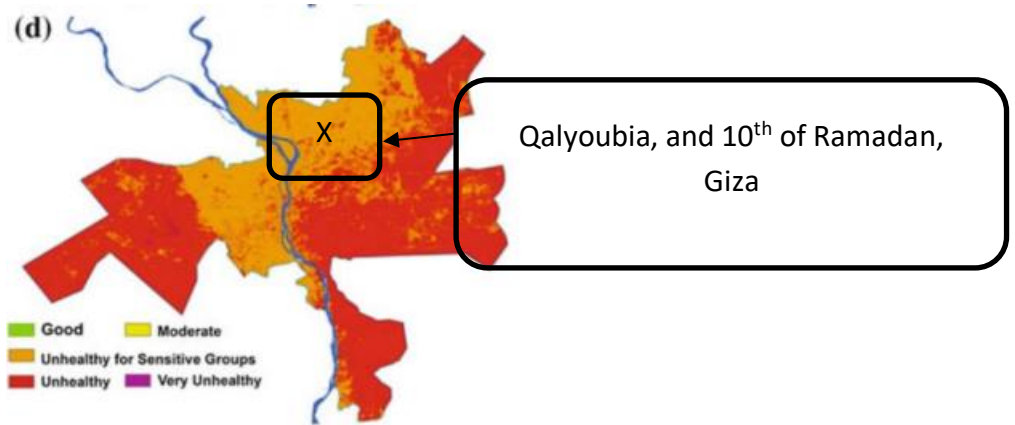 (d)
X
Qalyoubia, and 10th of Ramadan,
Giza
Good
Moderate
Unhealthy for Sensitive Groups
Unhealthy
Very Unhealthy